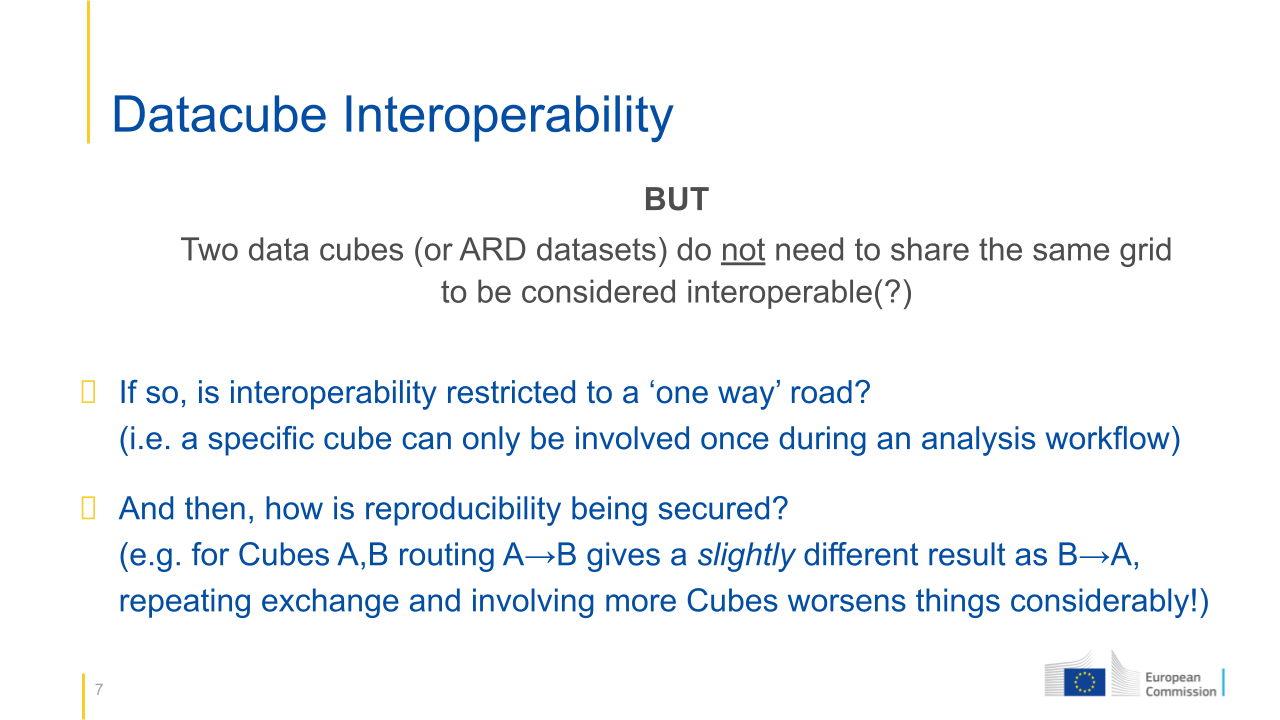 Datacube Interoperability
BUT
Two data cubes (or ARD datasets) do not need to share the same grid
to be considered interoperable(?)
If so, is interoperability restricted to a ‘one way’ road?
(i.e. a specific cube can only be involved once during an analysis workflow)
And then, how is reproducibility being secured?
(e.g. for Cubes A,B routing A→B gives a slightly different result as B→A,
repeating exchange and involving more Cubes worsens things considerably!)
7
European
Commission